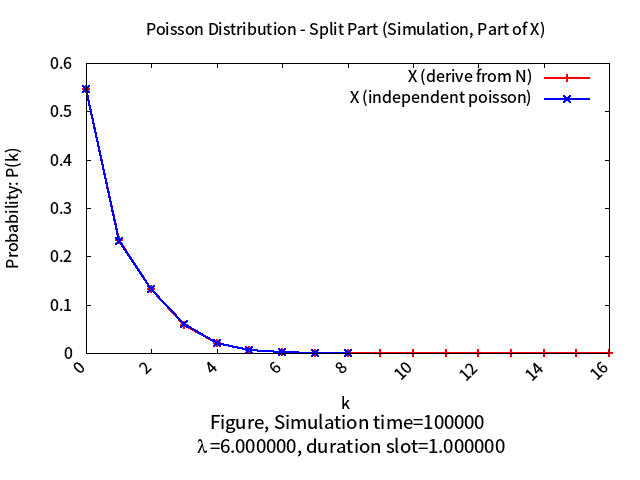 Poisson Distribution - Split Part (Simulation, Part of X)
X (derive from N)
X (independent poisson)
Probability: P(k)
0.6
0.5
0.4
0.3
0.2
0.1
0
0 2 4 6 8 10 12 14 16
k
Figure, Simulation time=100000
λ=6.000000, duration slot=1.000000